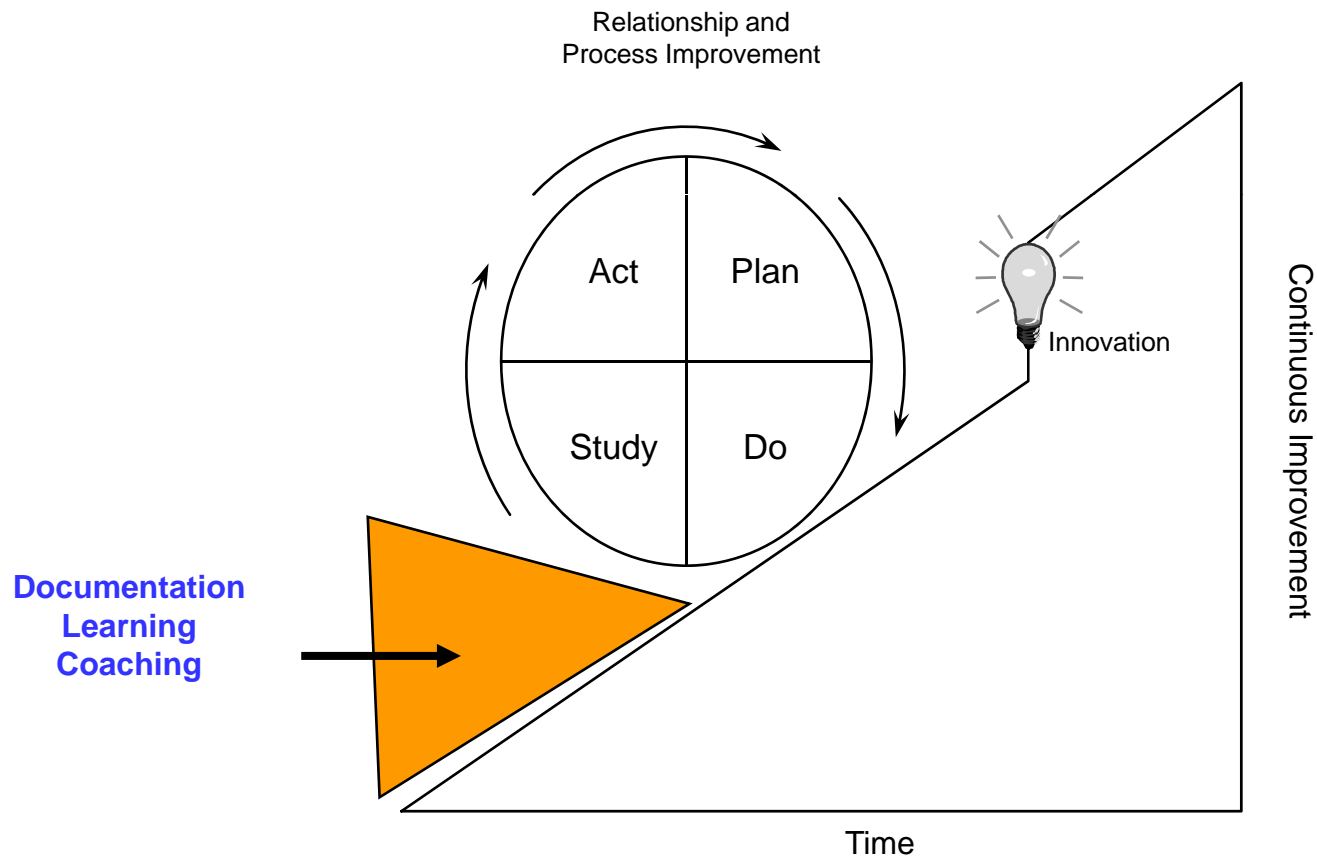 Relationship and
Process Improvement
Act
Plan
Study
Do
Innovation
Continuous Improvement
Documentation
Learning
Coaching
Time